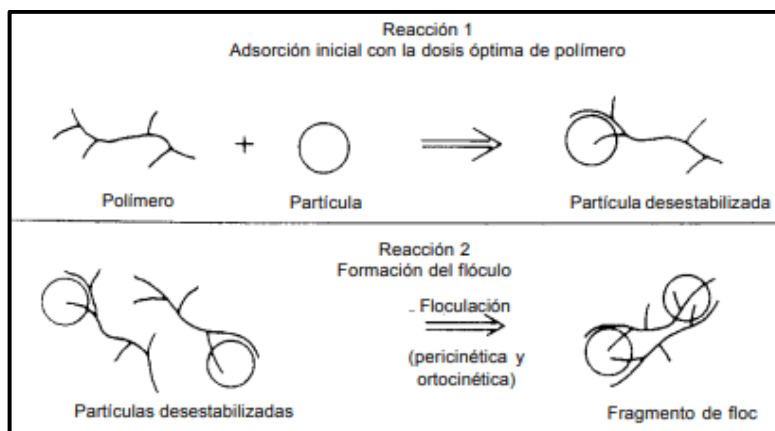 Reacción 1
Adsorción inicial con la dosis óptima de polímero
+
Polímero
Partícula
Partícula desestabilizada
Reacción 2
Formación del flóculo
Floculación
(pericinética y
ortocinética)
Partículas desestabilizadas
Fragmento de floc